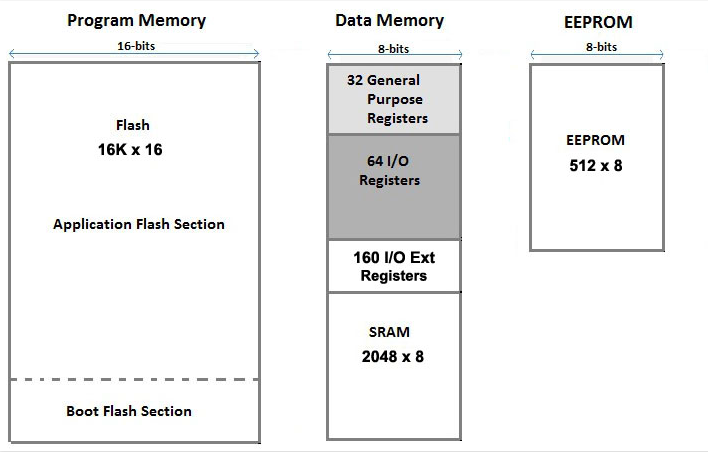 Program Memory
16-bits
Flash
16K x 16
Application Flash Section
Boot Flash Section
Data Memory
8-bits
32 General
Purpose
Registers
64 I/O
Registers
160 I/O Ext
Registers
SRAM
2048 x 8
EEPROM
8-bits
EEPROM
512 x 8